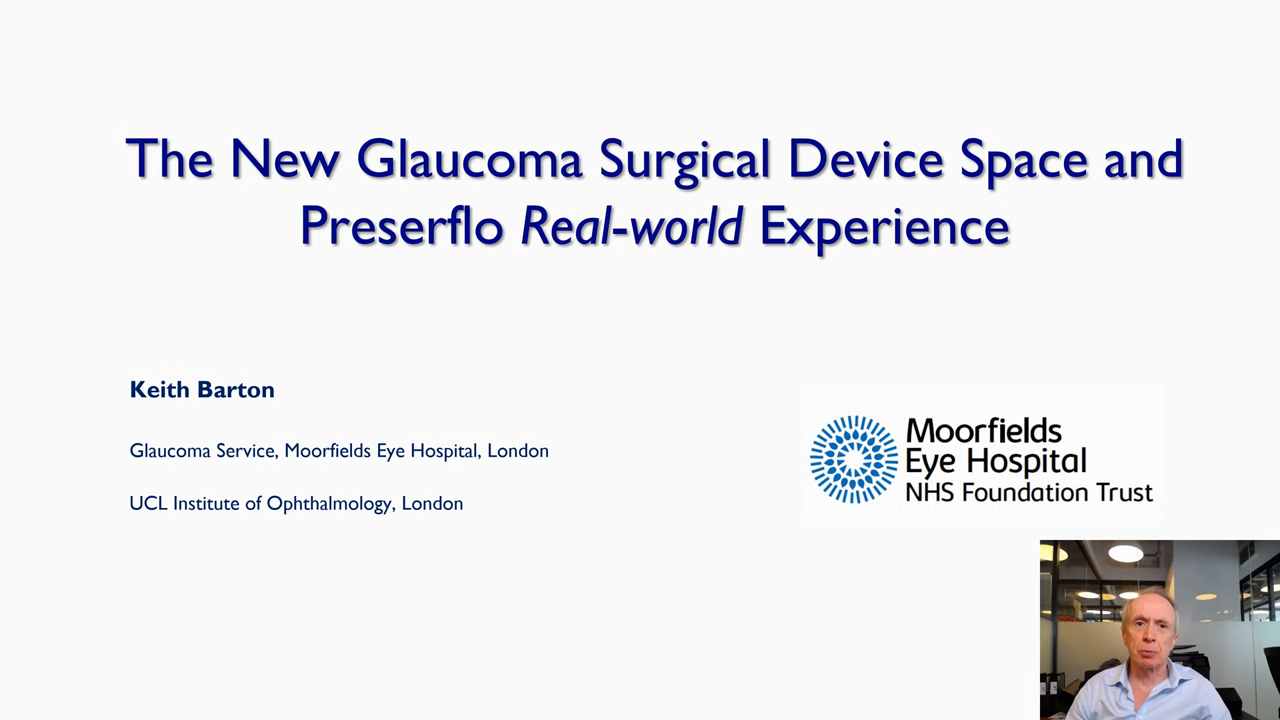 The New Glaucoma Surgical Device Space and
Preserflo Real-world Experience
Keith Barton
Glaucoma Service, Moorfields Eye Hospital, London
UCL Institute of Ophthalmology, London
Moorfields
Eye Hospital
NHS Foundation Trust